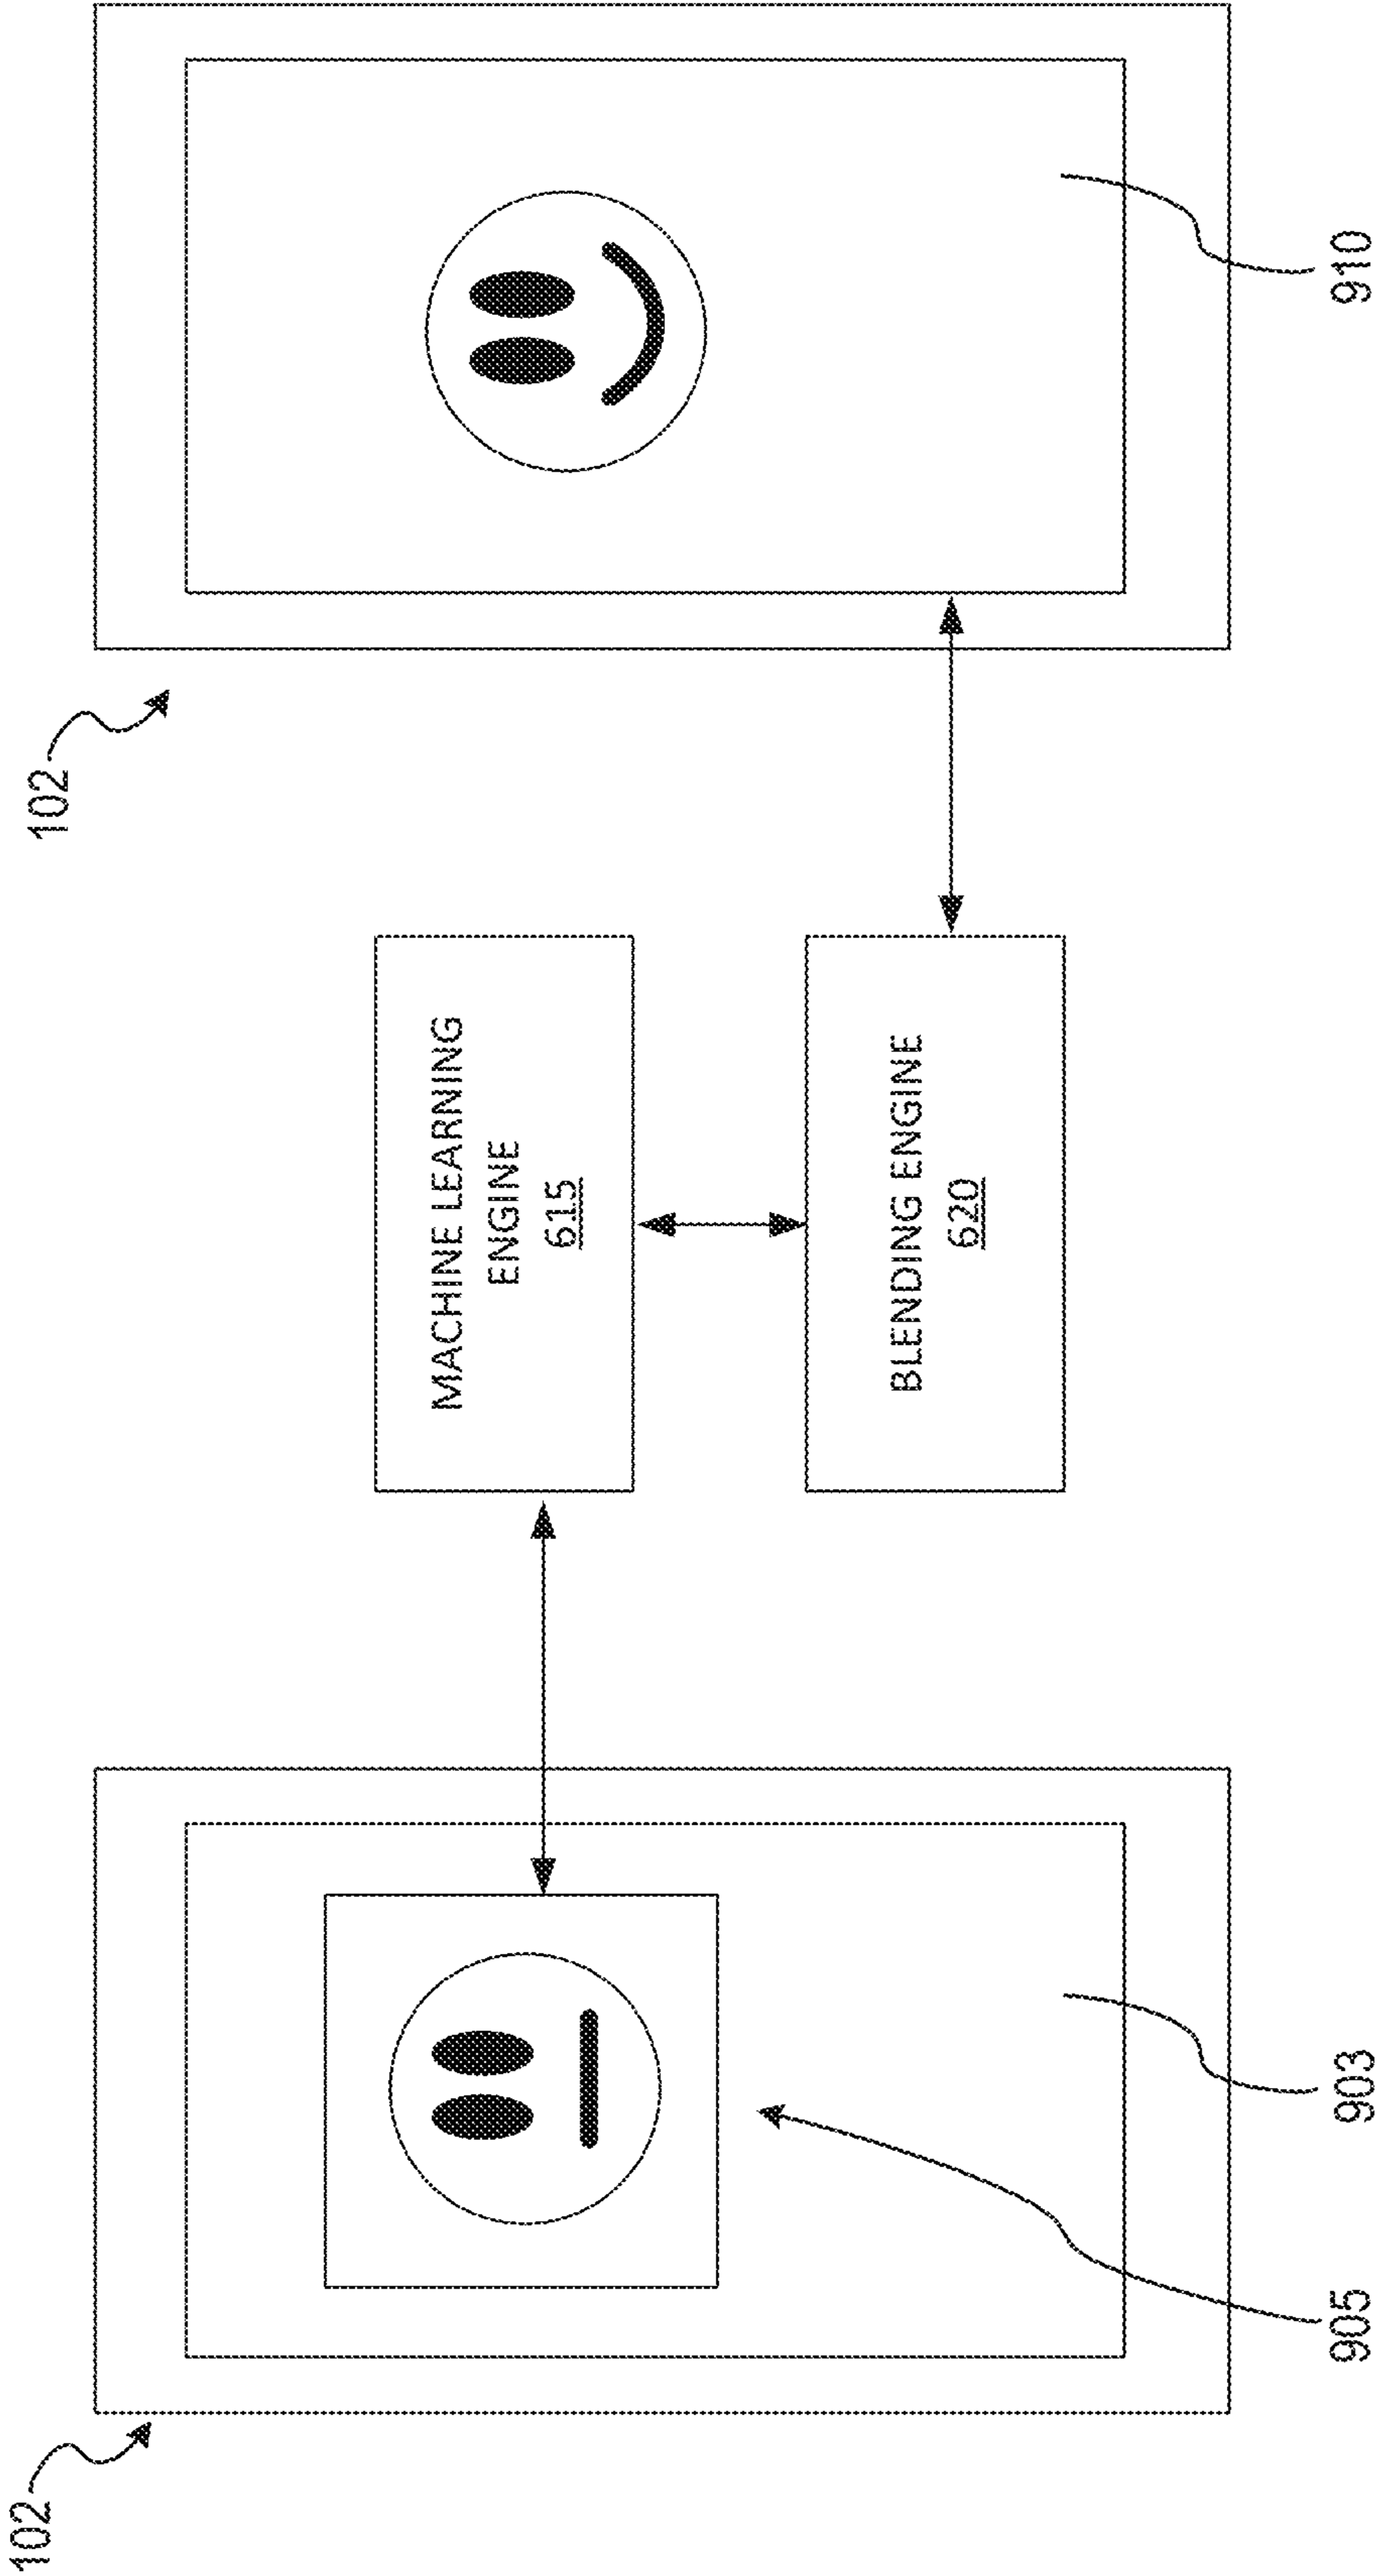 102
102
MACHINE LEARNING
ENGINE
615
BLENDING ENGINE
620
905
903
910